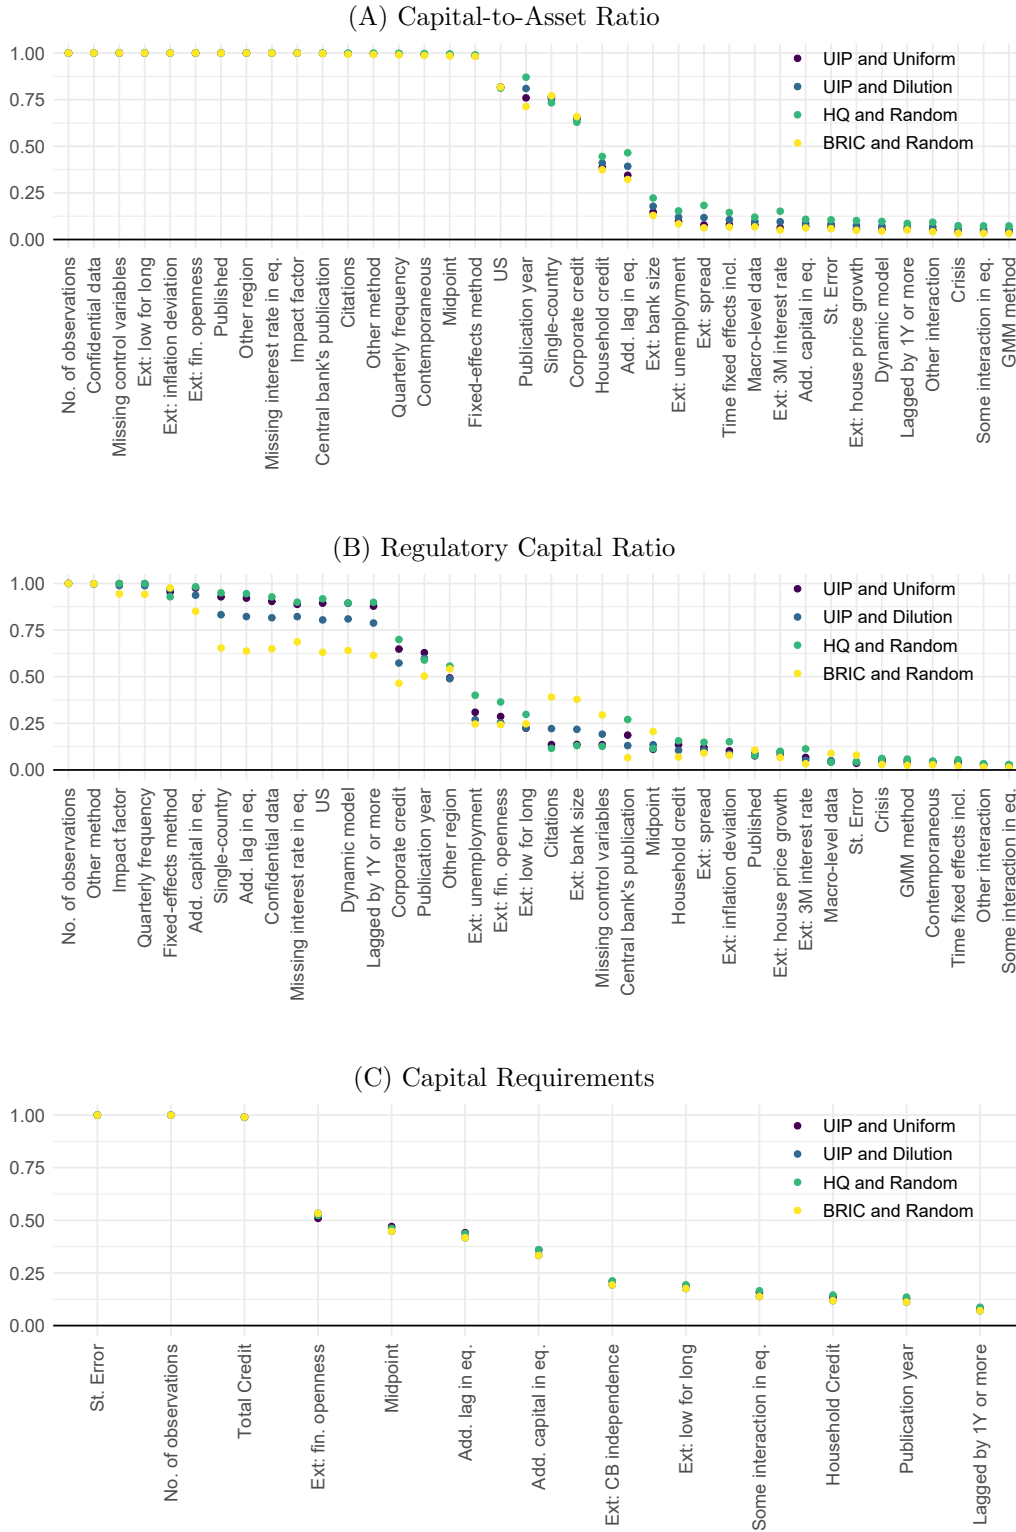 (A) Capital-to-Asset Ratio
1.00
0.75
0.50
0.25
0.00
UIP and Uniform
UIP and Dilution
HQ and Random
BRIC and Random
No. of observations
Confidential data
Missing control variables
Ext: low for long
Ext: inflation deviation
Ext: fin. openness
Published
Other region
Missing interest rate in eq.
Impact factor
Central bank's publication
Citations
Other method
Quarterly frequency
Contemporaneous
Midpoint
Fixed-effects method
US
Publication year
Single-country
Corporate credit
Household credit
Add. lag in eq.
Ext: bank size
Ext: unemployment
Ext: spread
Time fixed effects incl.
Macro-level data
Ext: 3M interest rate
Add. capital in eq.
St. Error
Ext: house price growth
Dynamic model
Lagged by 1Y or more
Other interaction
Crisis
Some interaction in eq.
GMM method
(B) Regulatory Capital Ratio
1.00
0.75
0.50
0.25
0.00
UIP and Uniform
UIP and Dilution
HQ and Random
BRIC and Random
No. of observations
Other method
Impact factor
Quarterly frequency
Fixed-effects method
Add. capital in eq.
Single-country
Add. lag in eq.
Confidential data
Missing interest rate in eq.
US
Dynamic model
Lagged by 1Y or more
Corporate credit
Publication year
Other region
Ext: unemployment
Ext: fin. openness
Ext: low for long
Citations
Ext: bank size
Missing control variables
Central bank's publication
Midpoint
Household credit
Ext: spread
Ext: inflation deviation
Published
Ext: house price growth
Ext: 3M interest rate
Macro-level data
St. Error
Crisis
GMM method
Contemporaneous
Time fixed effects incl.
Other interaction
Some interaction in eq.
(C) Capital Requirements
1.00
0.75
0.50
0.25
0.00
UIP and Uniform
UIP and Dilution
HQ and Random
BRIC and Random
St. Error
No. of observations
Total Credit
Ext: fin. openness
Midpoint
Add. lag in eq.
Add. capital in eq.
Ext: CB independence
Ext: low for long
Some interaction in eq.
Household Credit
Publication year
Lagged by 1Y or more